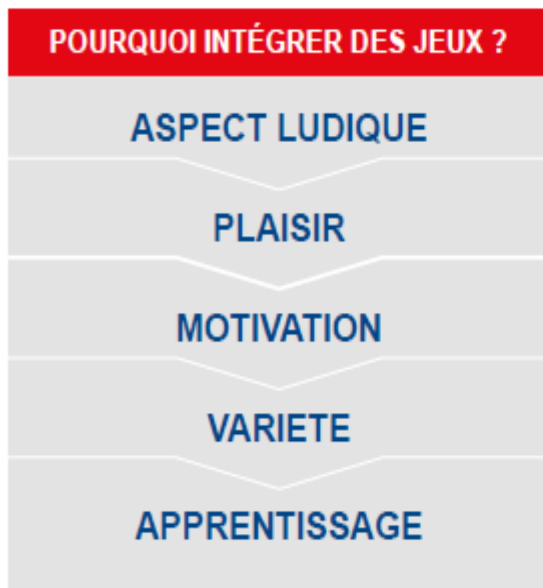 POURQUOI INTÉGRER DES JEUX ?
ASPECT LUDIQUE
PLAISIR
MOTIVATION
VARIETE
APPRENTISSAGE